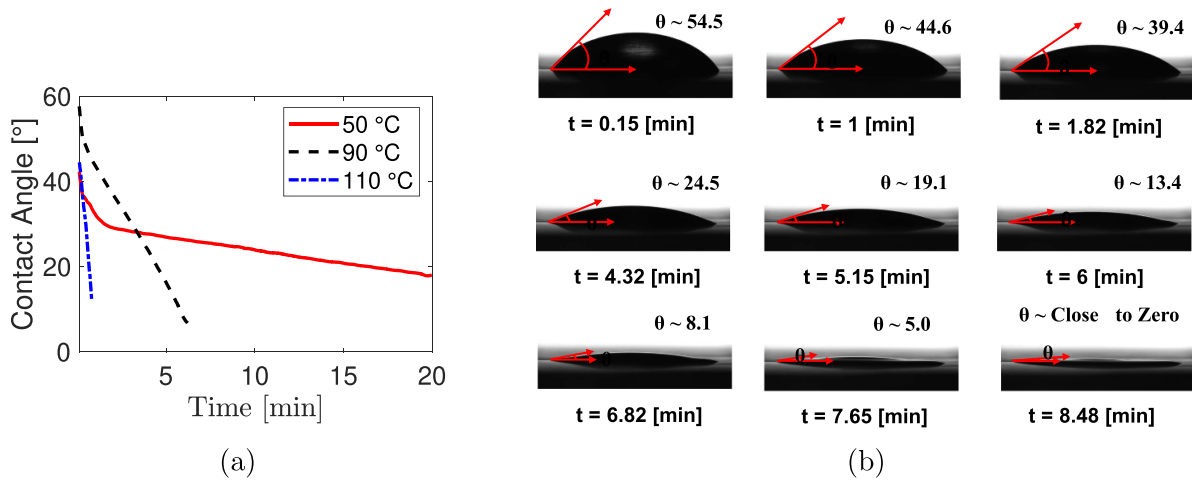 60
40
20
0
5
10
15
20
Contact Angle [°]
Time [min]
50 °C
90 °C
110 °C
(a)
θ ~ 54.5
θ
t = 0.15 [min]
θ ~ 44.6
θ
t = 1 [min]
θ ~ 39.4
θ
t = 1.82 [min]
θ ~ 24.5
θ
t = 4.32 [min]
θ ~ 19.1
θ
t = 5.15 [min]
θ ~ 13.4
θ
t = 6 [min]
θ ~ 8.1
θ
t = 6.82 [min]
θ ~ 5.0
θ
t = 7.65 [min]
θ ~ Close to Zero
θ
t = 8.48 [min]
(b)